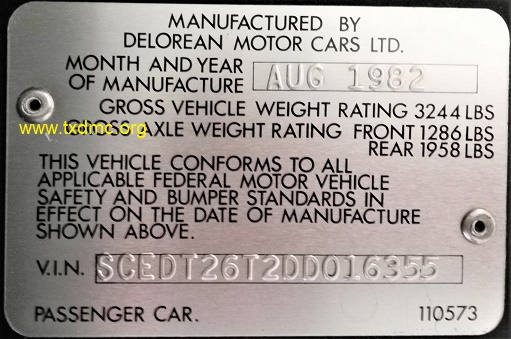 MANUFACTURED BY
DELOREAN MOTOR CARS LTD.
MONTH AND YEAR
OF MANUFACTURE AUG 1982
GROSS VEHICLE WEIGHT RATING 3244 LBS
GROSS AXLE WEIGHT RATING FRONT 1286 LBS
www.txdmc.org
REAR 1958 LBS
THIS VEHICLE CONFORMS TO ALL
APPLICABLE FEDERAL MOTOR VEHICLE
SAFETY AND BUMPER STANDARDS IN
EFFECT ON THE DATE OF MANUFACTURE
SHOWN ABOVE.
V.I.N. SCEDT26T2DD016355
PASSENGER CAR. 110573